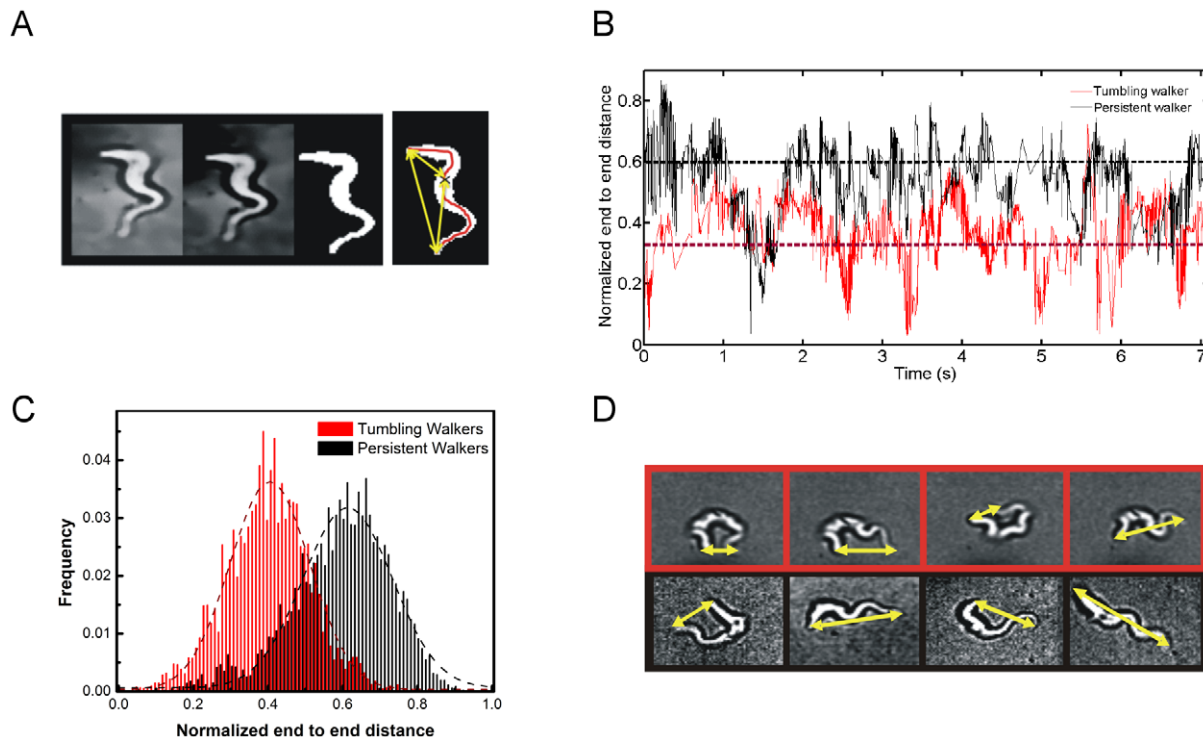 A
B
Normalized end to end distance
0.8
0.6
0.4
0.2
0
Tumbling walker
Persistent walker
0 1 2 3 4 5 6 7
Time (s)
C
Frequency
0.04
0.03
0.02
0.01
0.00
Tumbling Walkers
Persistent Walkers
0.0 0.2 0.4 0.6 0.8 1.0
Normalized end to end distance
D